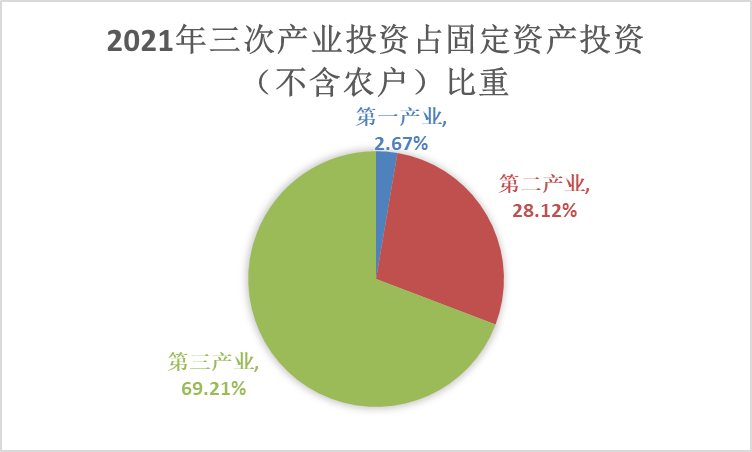 2021年三次产业投资占固定资产投资
（不含农户）比重
第一产业,
2.67%
第二产业,
28.12%
第三产业,
69.21%